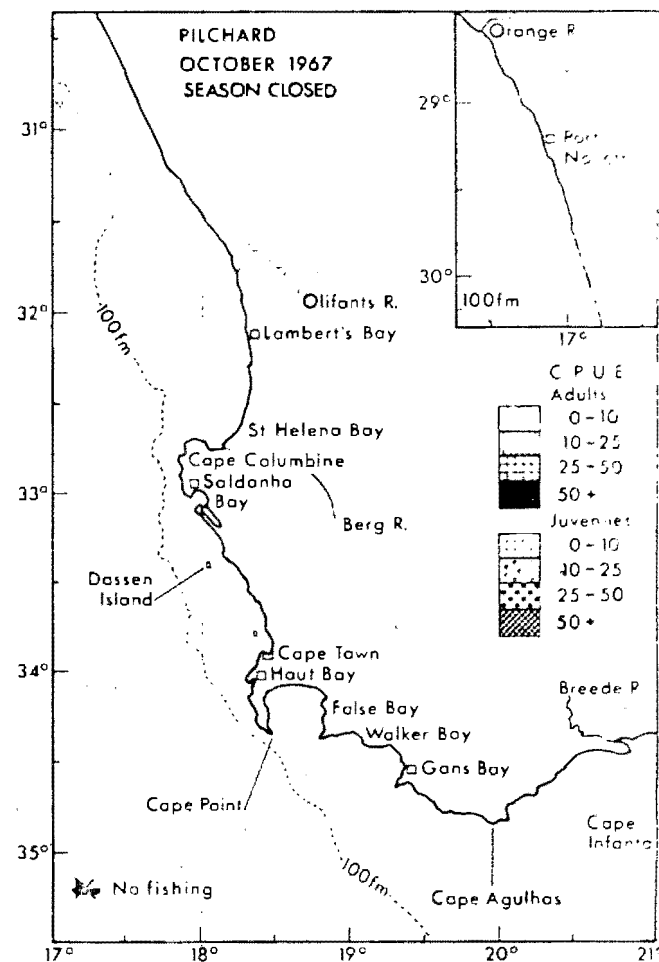 PILCHARD
OCTOBER 1967
SEASON CLOSED
Orange R
29°
Port
30°
100fm
17°
31°
32°
33°
34°
35°
Olifants R.
100fm
Lambert's Bay
St Helena Bay
Cape Columbine
Saldanha
Bay
Berg R.
Dassen
Island
Cape Town
Haut Bay
False Bay
Walker Bay
Gans Bay
Breede R
Cape Point
Cape
Infanta
100fm
Cape Agulhas
No fishing
C P U E
Adults
0-10
10-25
25-50
50+
0-10
10-25
25-50
50+
17°
18°
19°
20°
21°